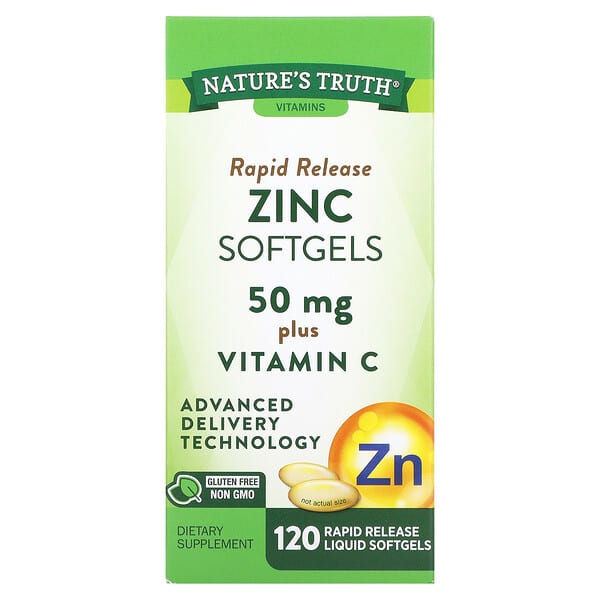 NATURE'S TRUTH®
VITAMINS
Rapid Release
ZINC
SOFTGELS
50 mg
plus
VITAMIN C
ADVANCED
DELIVERY
TECHNOLOGY
Zn
GLUTEN FREE
NON GMO
not actual size
DIETARY
SUPPLEMENT
120 RAPID RELEASE
LIQUID SOFTGELS